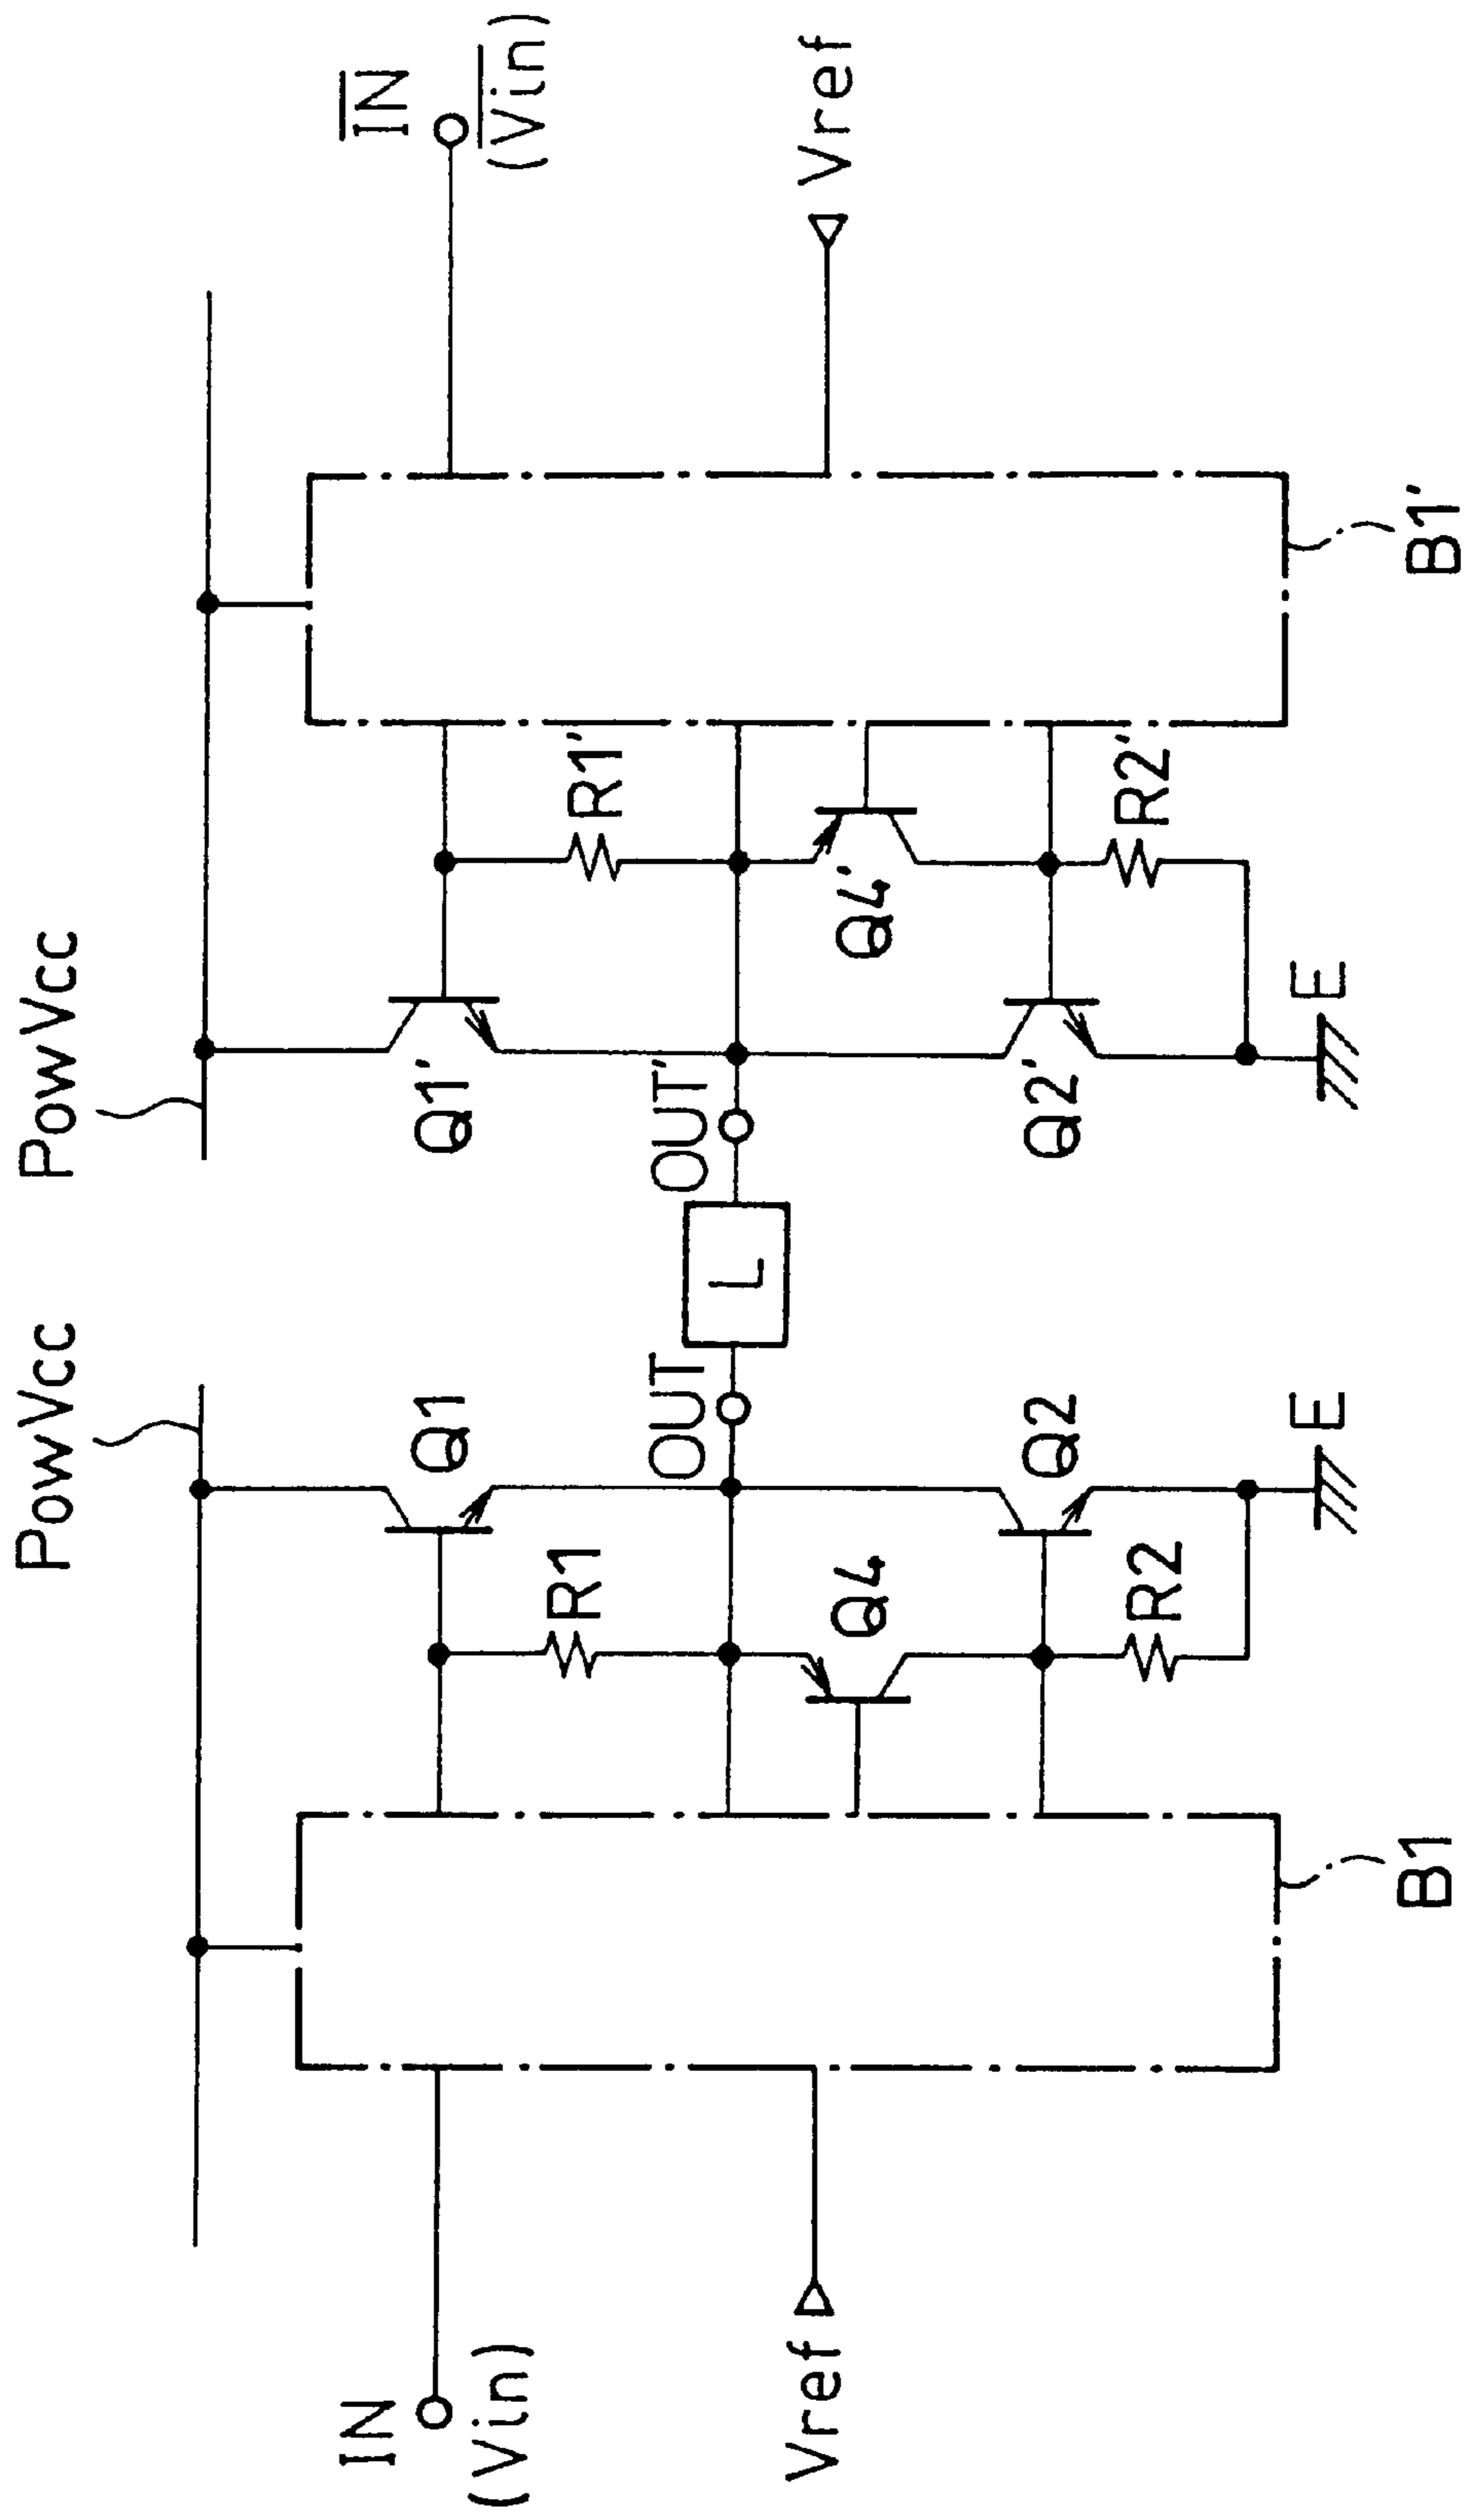 PowVcc
PowVcc
IN
(Vin)
Q1
R1
OUT
L
OUT'
Q1'
R1'
IN
(Vin)
Vref
Q4
Q4'
Vref
Q2
R2
Q2'
R2'
E
E
B1
B1'